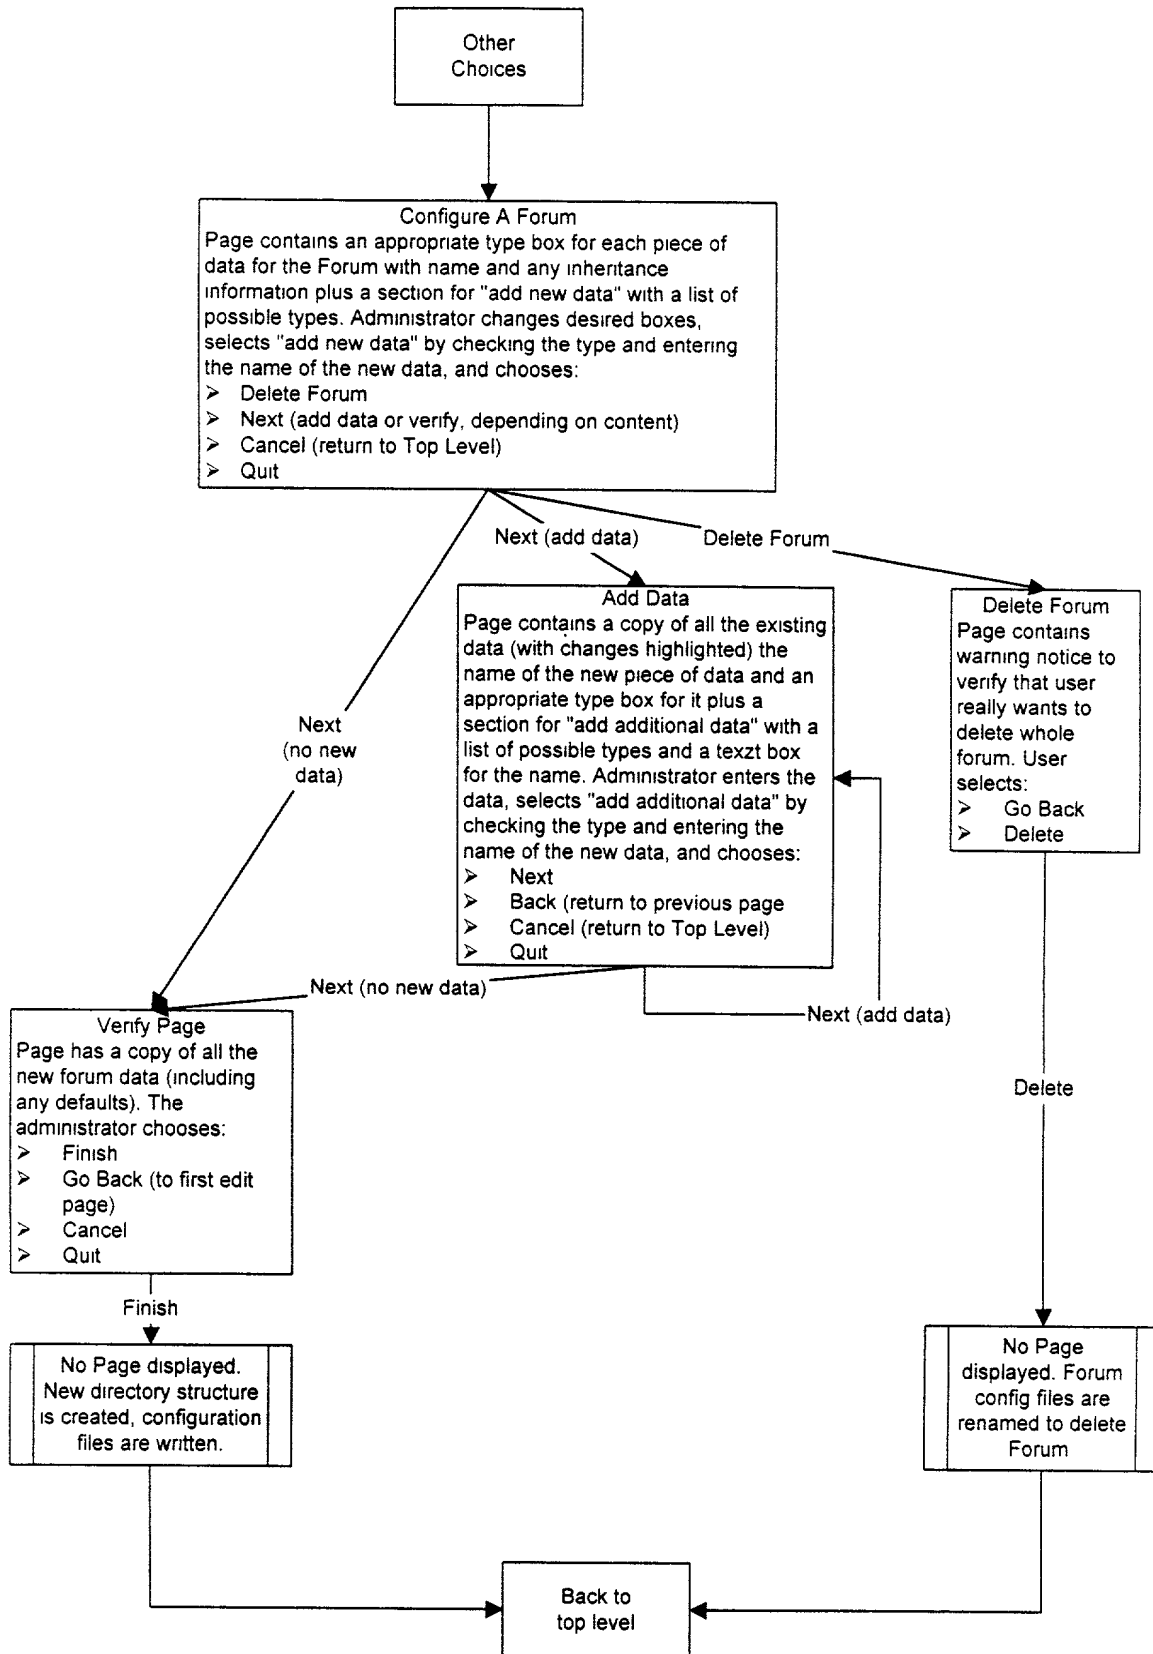 Other
Choices
Configure A Forum
Page contains an appropriate type box for each piece of
data for the Forum with name and any inheritance
information plus a section for "add new data" with a list of
possible types. Administrator changes desired boxes,
selects "add new data" by checking the type and entering
the name of the new data, and chooses:
➢ Delete Forum
➢ Next (add data or verify, depending on content)
➢ Cancel (return to Top Level)
➢ Quit
Next (add data)
Delete Forum
Next
(no new
data)
Add Data
Page contains a copy of all the existing
data (with changes highlighted) the
name of the new piece of data and an
appropriate type box for it plus a
section for "add additional data" with a
list of possible types and a texzt box
for the name. Administrator enters the
data, selects "add additional data" by
checking the type and entering the
name of the new data, and chooses:
➢ Next
➢ Back (return to previous page
➢ Cancel (return to Top Level)
➢ Quit
Delete Forum
Page contains
warning notice to
verify that user
really wants to
delete whole
forum. User
selects:
➢ Go Back
➢ Delete
Next (no new data)
Next (add data)
Verify Page
Page has a copy of all the
new forum data (including
any defaults). The
administrator chooses:
➢ Finish
➢ Go Back (to first edit
page)
➢ Cancel
➢ Quit
Delete
Finish
No Page displayed.
New directory structure
is created, configuration
files are written.
No Page
displayed. Forum
config files are
renamed to delete
Forum
Back to
top level